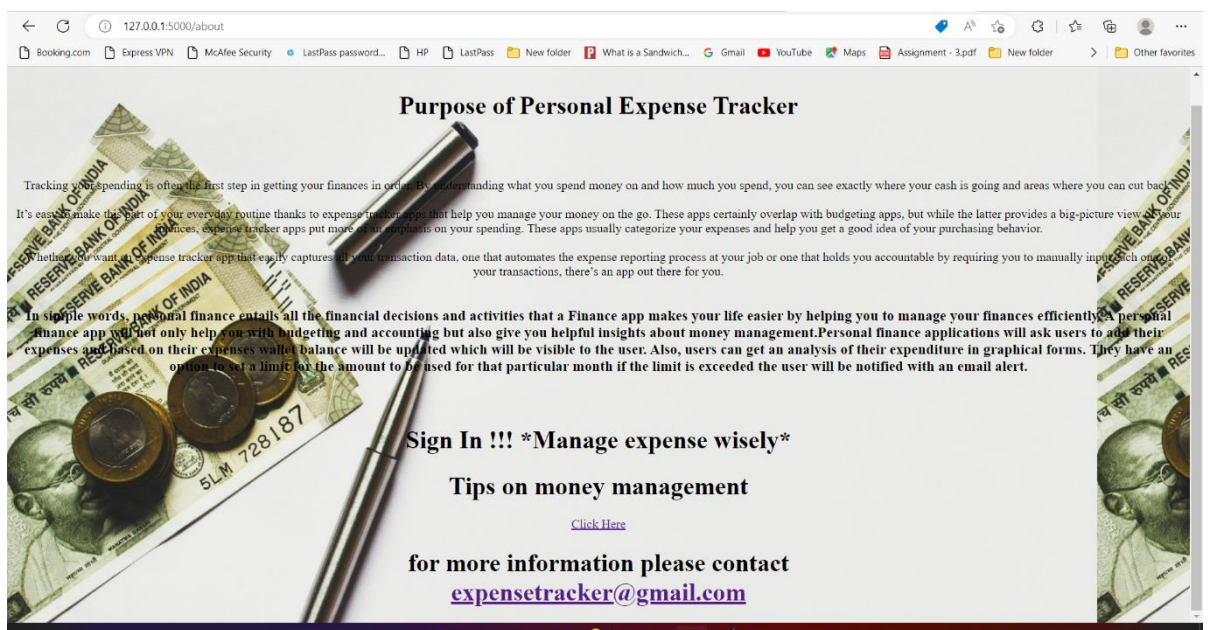 127.0.0.1:5000/about
Booking.com Express VPN McAfee Security LastPass password... HP LastPass New folder What is a Sandwich... Gmail YouTube Maps Assignment - 3.pdf New folder Other favorites
Purpose of Personal Expense Tracker
Tracking your spending is often the first step in getting your finances in order. By understanding what you spend money on and how much you spend, you can see exactly where your cash is going and areas where you can cut back.
It's easy to make this part of your everyday routine thanks to expense tracker apps that help you manage your money on the go. These apps certainly overlap with budgeting apps, but while the latter provides a big-picture view of your
finances, expense tracker apps put more of an emphasis on your spending. These apps usually categorize your expenses and help you get a good idea of your purchasing behavior.
Whether you want an expense tracker app that easily captures all your transaction data, one that automates the expense reporting process at your job or one that holds you accountable by requiring you to manually input each one of
your transactions, there's an app out there for you.
In simple words, personal finance entails all the financial decisions and activities that a Finance app makes your life easier by helping you to manage your finances efficiently. A personal
finance app will not only help you with budgeting and accounting but also give you helpful insights about money management.Personal finance applications will ask users to add their
expenses and based on their expenses wallet balance will be updated which will be visible to the user. Also, users can get an analysis of their expenditure in graphical forms. They have an
option to set a limit for the amount to be used for that particular month if the limit is exceeded the user will be notified with an email alert.
Sign In !!! *Manage expense wisely*
Tips on money management
Click Here
for more information please contact
expensetracker@gmail.com
RESERVE BANK OF INDIA
RESERVE BANK OF INDIA
RESERVE BANK OF INDIA
5LM 728187